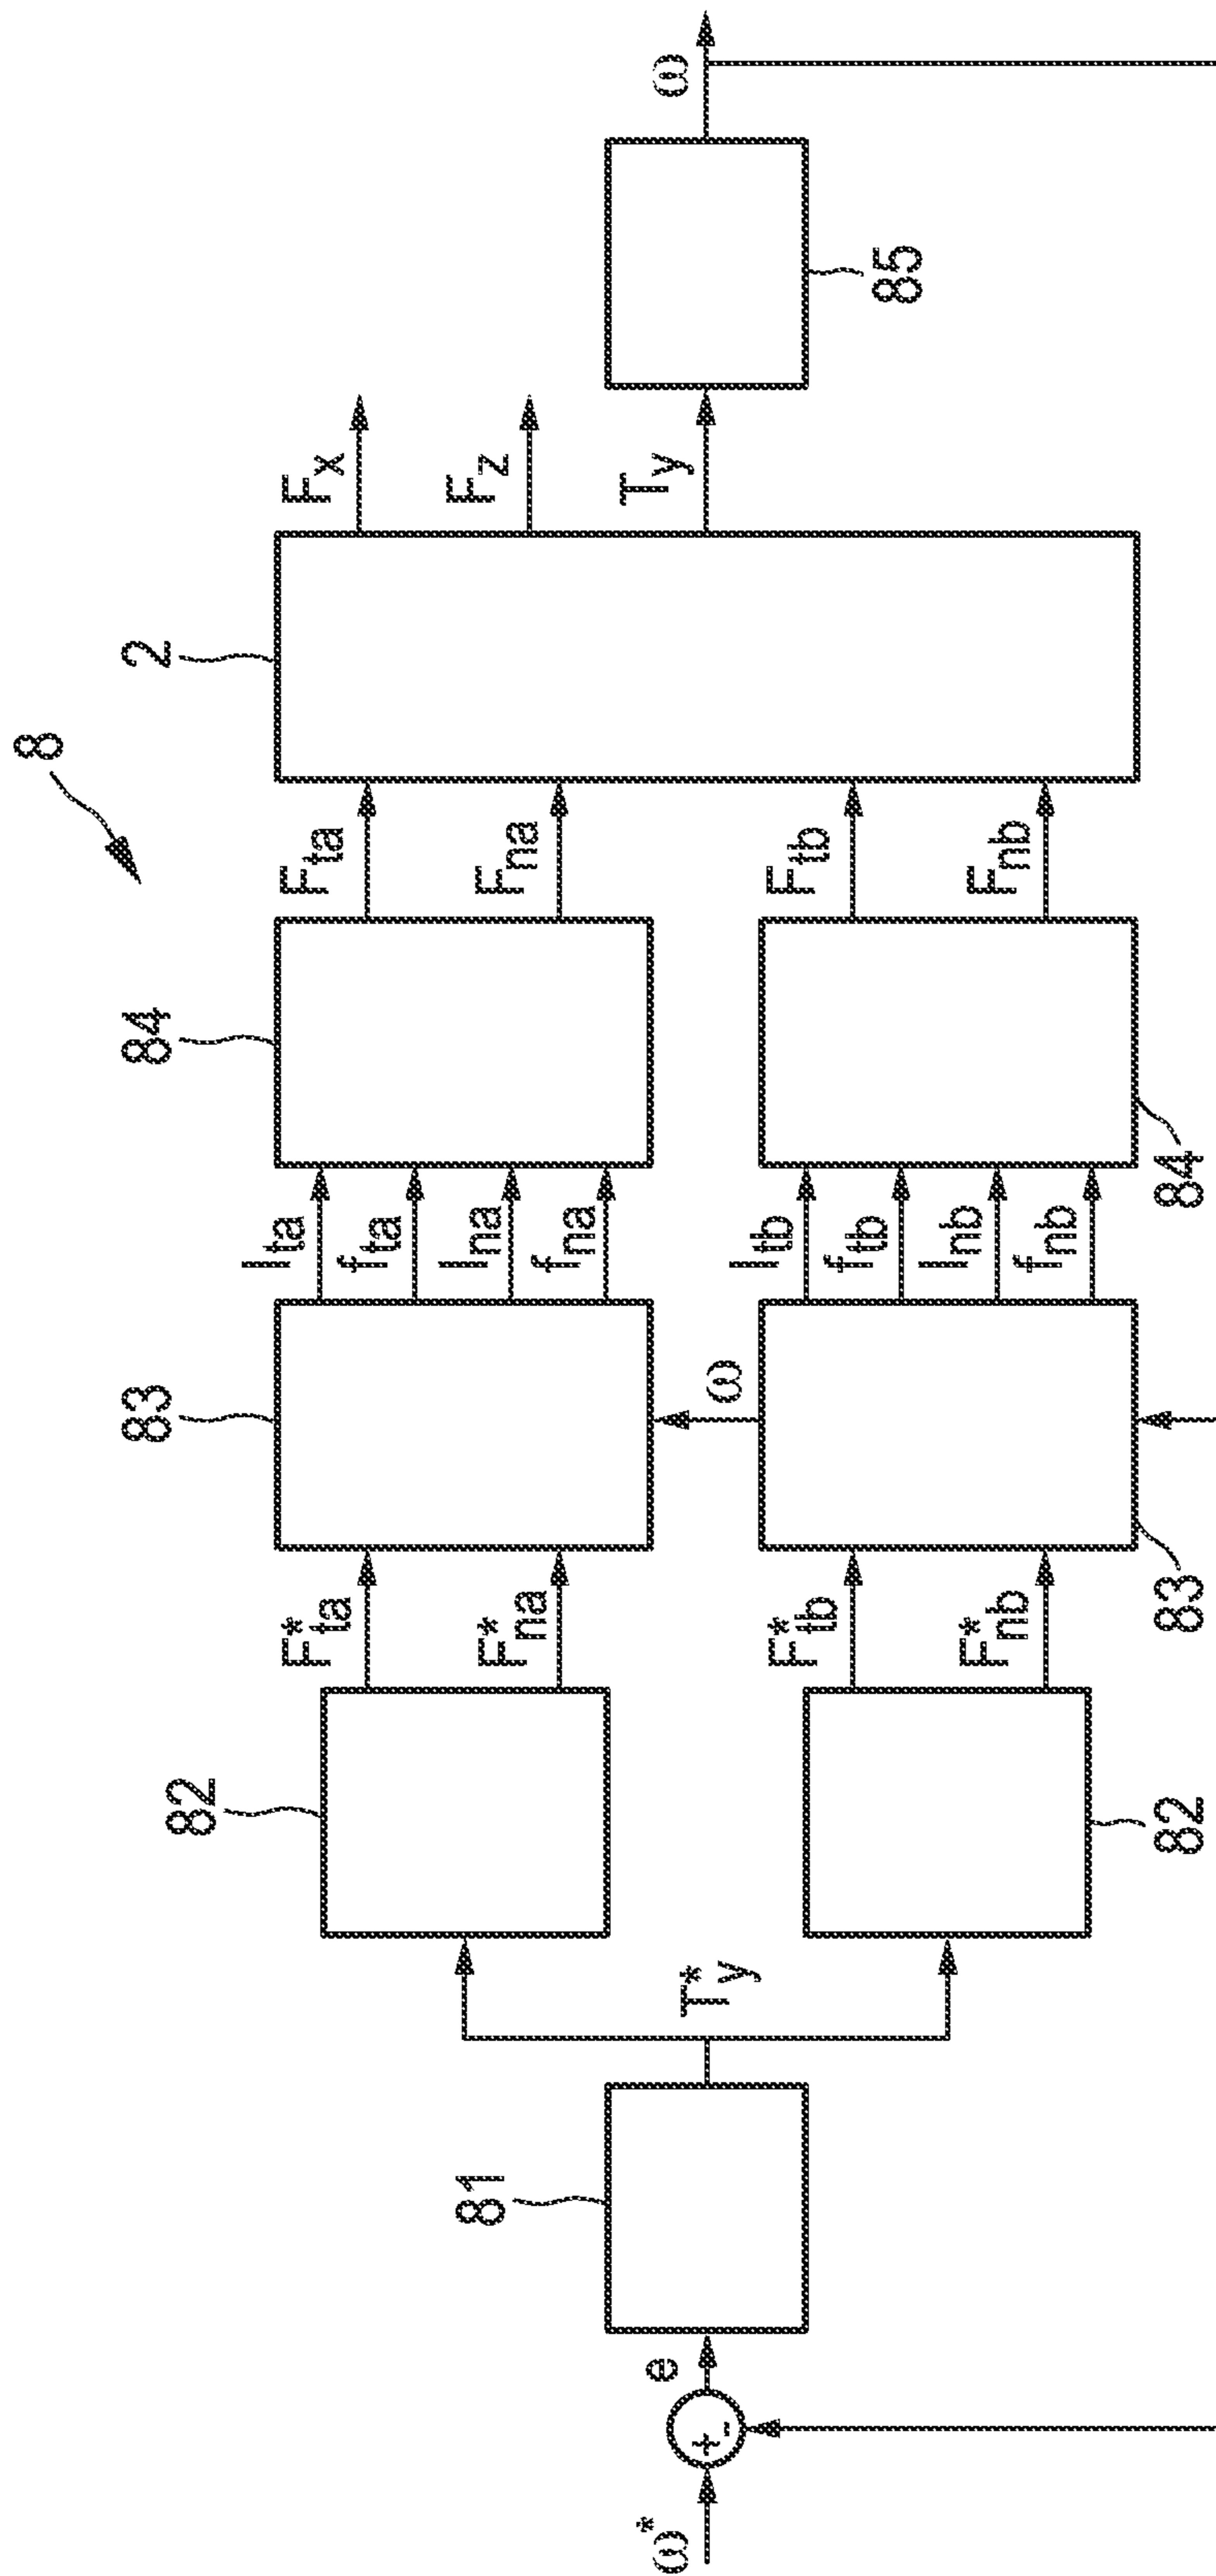 8
ω*
+
-
e
81
T*y
82
F*ta
F*na
83
Ita
fta
Ina
fna
84
Fta
Fna
2
Fx
Fz
Ty
85
ω
82
F*tb
F*nb
83
ω
Itb
ftb
Inb
fnb
84
Ftb
Fnb